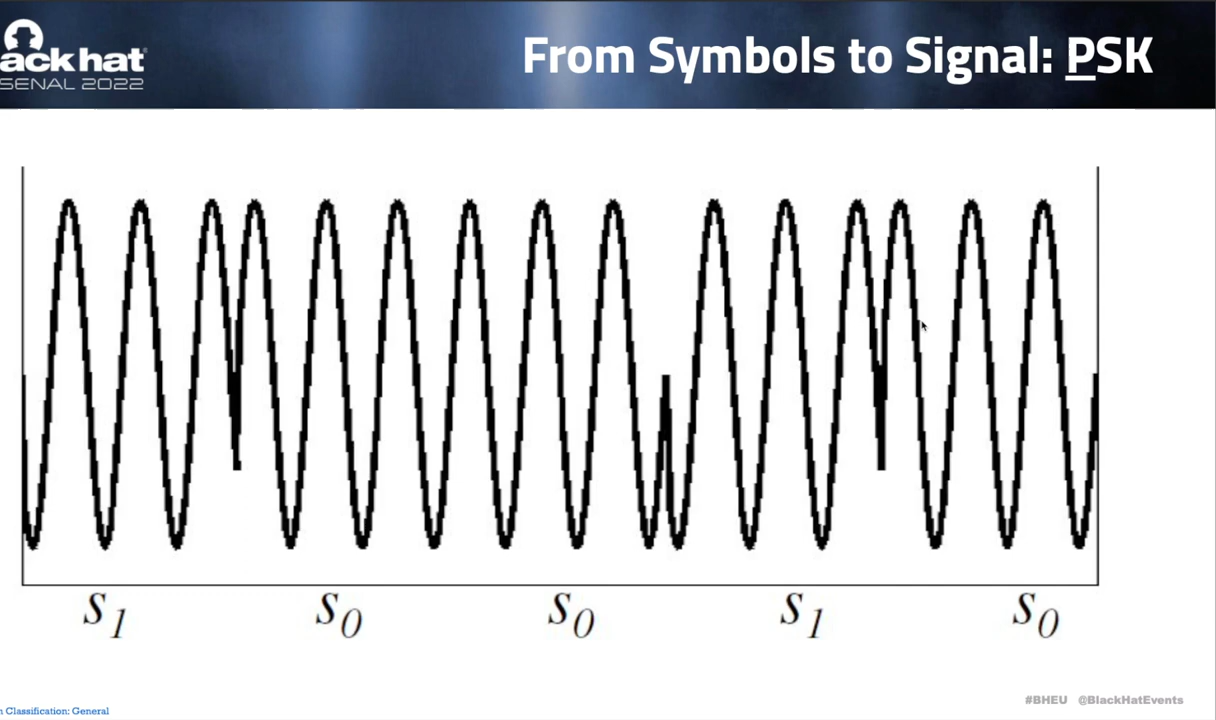 ack hat
SENAL 2022
From Symbols to Signal: PSK
S1 S0 S0 S1 S0
#BHEU @BlackHatEvents
n Classification: General